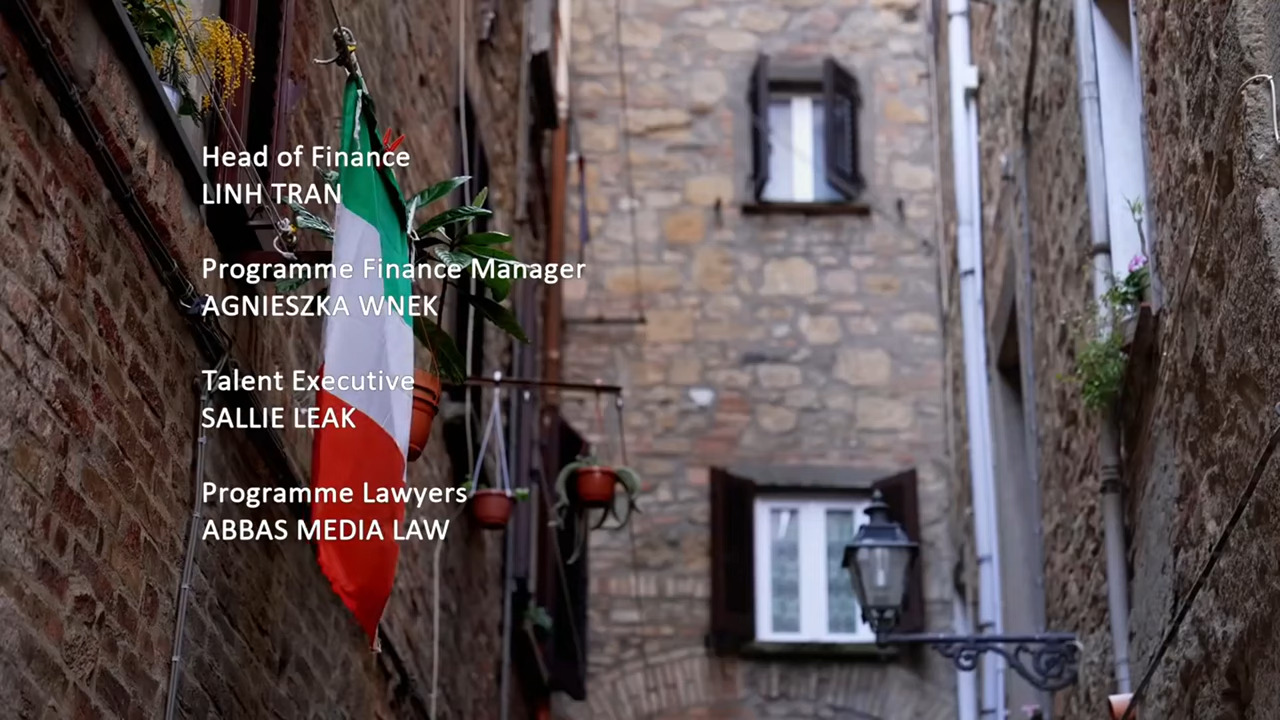 Head of Finance
LINH TRAN
Programme Finance Manager
AGNIESZKA WNEK
Talent Executive
SALLIE LEAK
Programme Lawyers
ABBAS MEDIA LAW